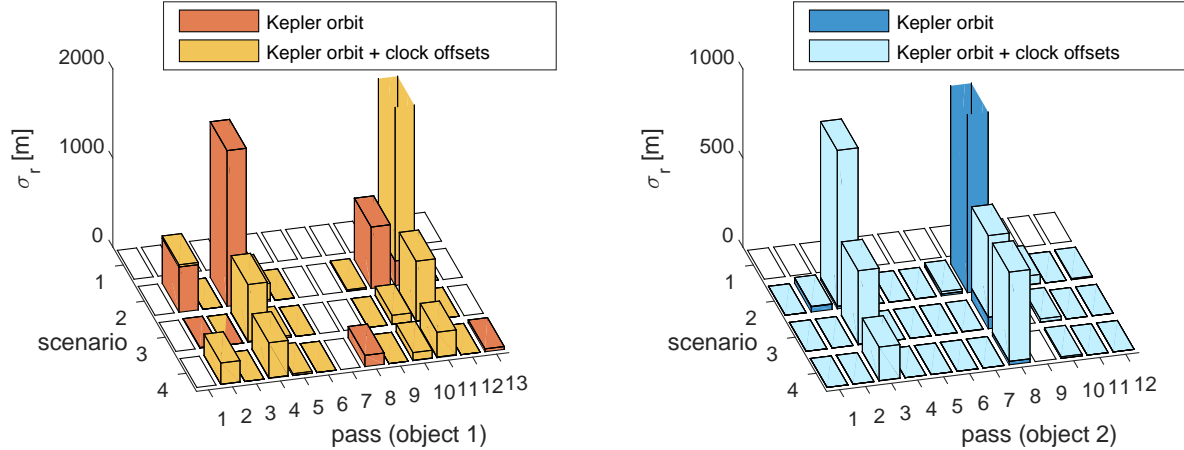 Kepler orbit
Kepler orbit + clock offsets
2000
1000
0
σr [m]
1
2
3
4
scenario
1 2 3 4 5 6 7 8 9 10 11 12 13
pass (object 1)
Kepler orbit
Kepler orbit + clock offsets
1000
500
0
σr [m]
1
2
3
4
scenario
1 2 3 4 5 6 7 8 9 10 11 12
pass (object 2)